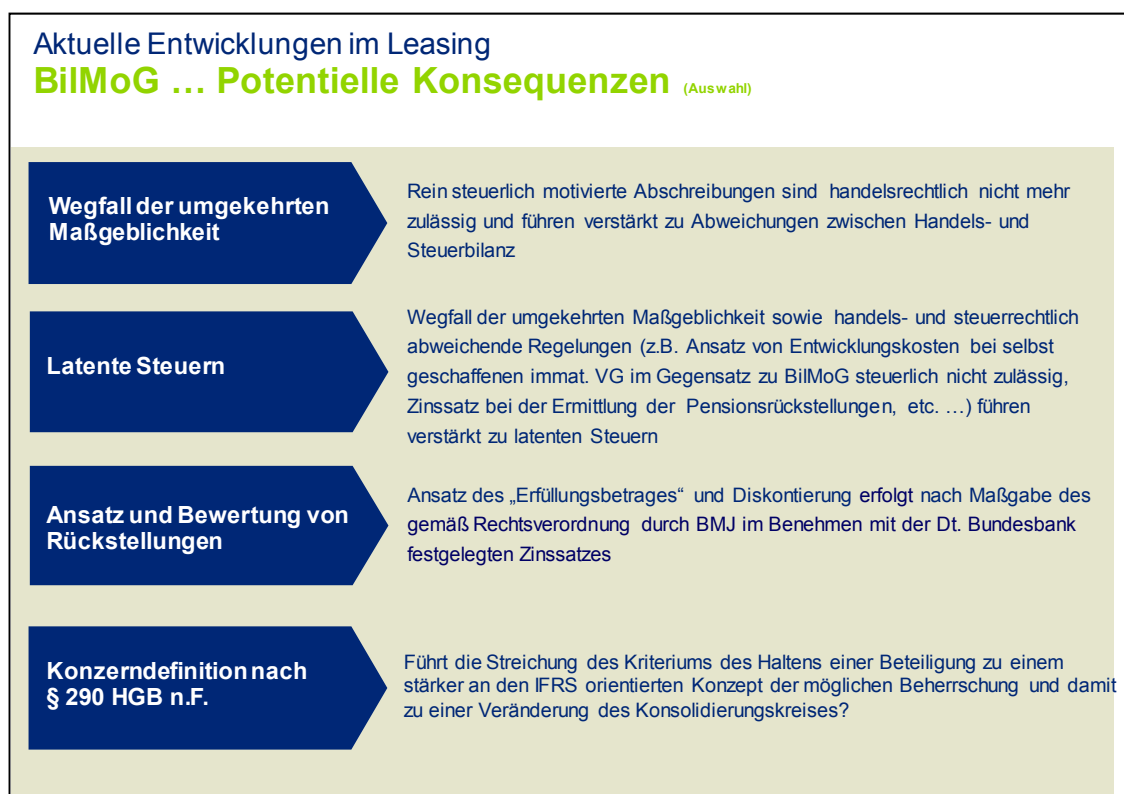 Aktuelle Entwicklungen im Leasing
BilMoG … Potentielle Konsequenzen (Auswahl)
Wegfall der umgekehrten
Maßgeblichkeit
Rein steuerlich motivierte Abschreibungen sind handelsrechtlich nicht mehr
zulässig und führen verstärkt zu Abweichungen zwischen Handels- und
Steuerbilanz
Latente Steuern
Wegfall der umgekehrten Maßgeblichkeit sowie handels- und steuerrechtlich
abweichende Regelungen (z.B. Ansatz von Entwicklungskosten bei selbst
geschaffenen immat. VG im Gegensatz zu BilMoG steuerlich nicht zulässig,
Zinssatz bei der Ermittlung der Pensionsrückstellungen, etc. …) führen
verstärkt zu latenten Steuern
Ansatz und Bewertung von
Rückstellungen
Ansatz des „Erfüllungsbetrages“ und Diskontierung erfolgt nach Maßgabe des
gemäß Rechtsverordnung durch BMJ im Benehmen mit der Dt. Bundesbank
festgelegten Zinssatzes
Konzerndefinition nach
§ 290 HGB n.F.
Führt die Streichung des Kriteriums des Haltens einer Beteiligung zu einem
stärker an den IFRS orientierten Konzept der möglichen Beherrschung und damit
zu einer Veränderung des Konsolidierungskreises?